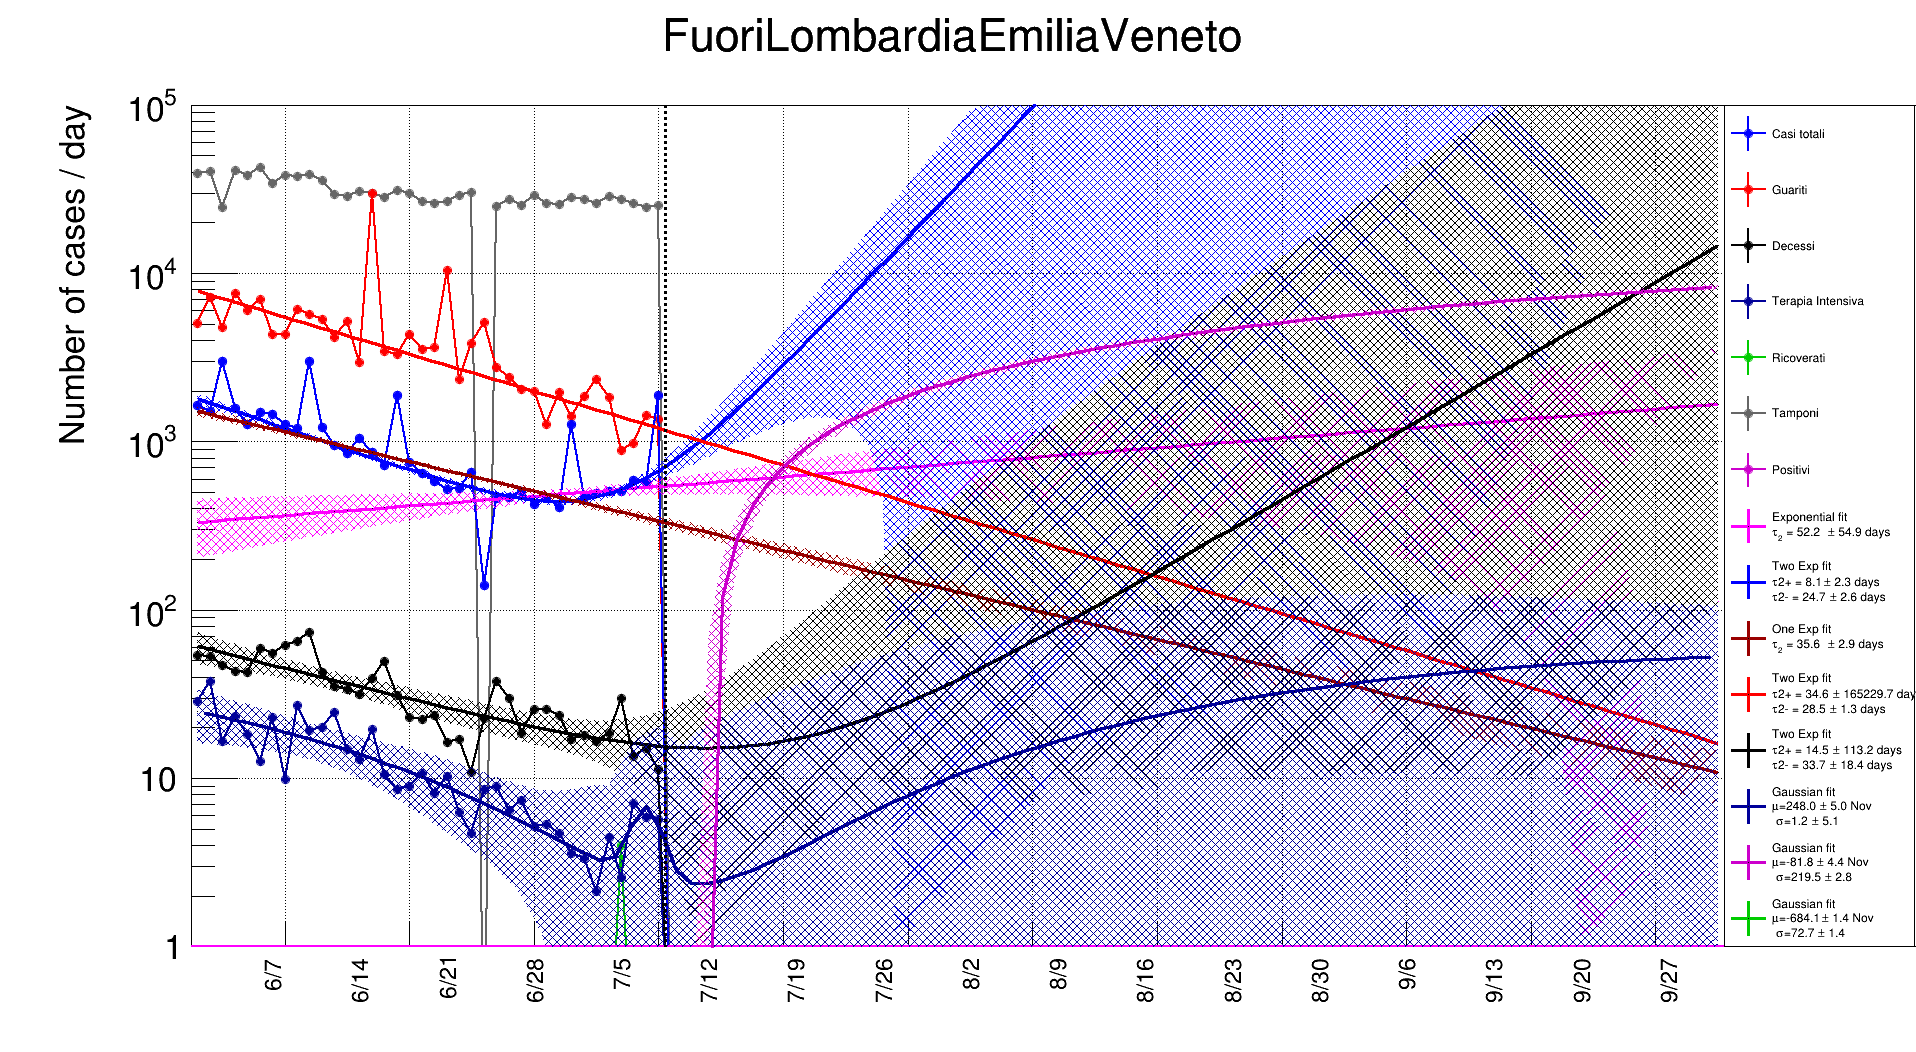 FuoriLombardiaEmiliaVeneto
Number of cases / day
10^5
10^4
10^3
10^2
10
1
6/7
6/14
6/21
6/28
7/5
7/12
7/19
7/26
8/2
8/9
8/16
8/23
8/30
9/6
9/13
9/20
9/27
Casi totali
Guariti
Decessi
Terapia Intensiva
Ricoverati
Tamponi
Positivi
Exponential fit
τ₂ = 52.2 ± 54.9 days
Two Exp fit
τ2+ = 8.1 ± 2.3 days
τ2- = 24.7 ± 2.6 days
One Exp fit
τ₂ = 35.6 ± 2.9 days
Two Exp fit
τ2+ = 34.6 ± 165229.7 day
τ2- = 28.5 ± 1.3 days
Two Exp fit
τ2+ = 14.5 ± 113.2 days
τ2- = 33.7 ± 18.4 days
Gaussian fit
μ=248.0 ± 5.0 Nov
σ=1.2 ± 5.1
Gaussian fit
μ=-81.8 ± 4.4 Nov
σ=219.5 ± 2.8
Gaussian fit
μ=-684.1 ± 1.4 Nov
σ=72.7 ± 1.4